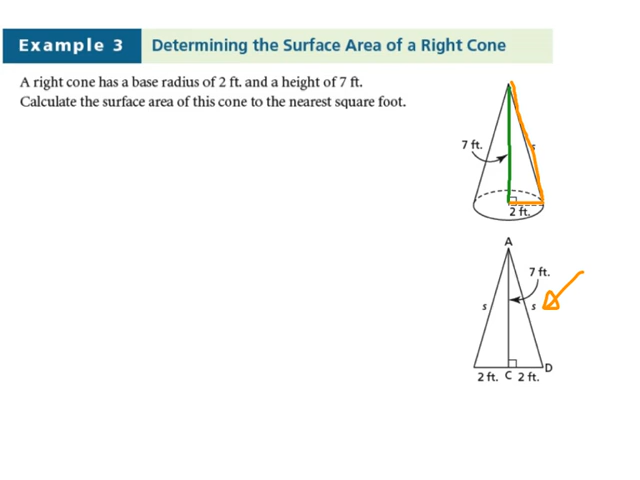 Example 3 Determining the Surface Area of a Right Cone
A right cone has a base radius of 2 ft. and a height of 7 ft.
Calculate the surface area of this cone to the nearest square foot.
7 ft.
s
2 ft.
A
7 ft.
s
s
D
2 ft. C 2 ft.